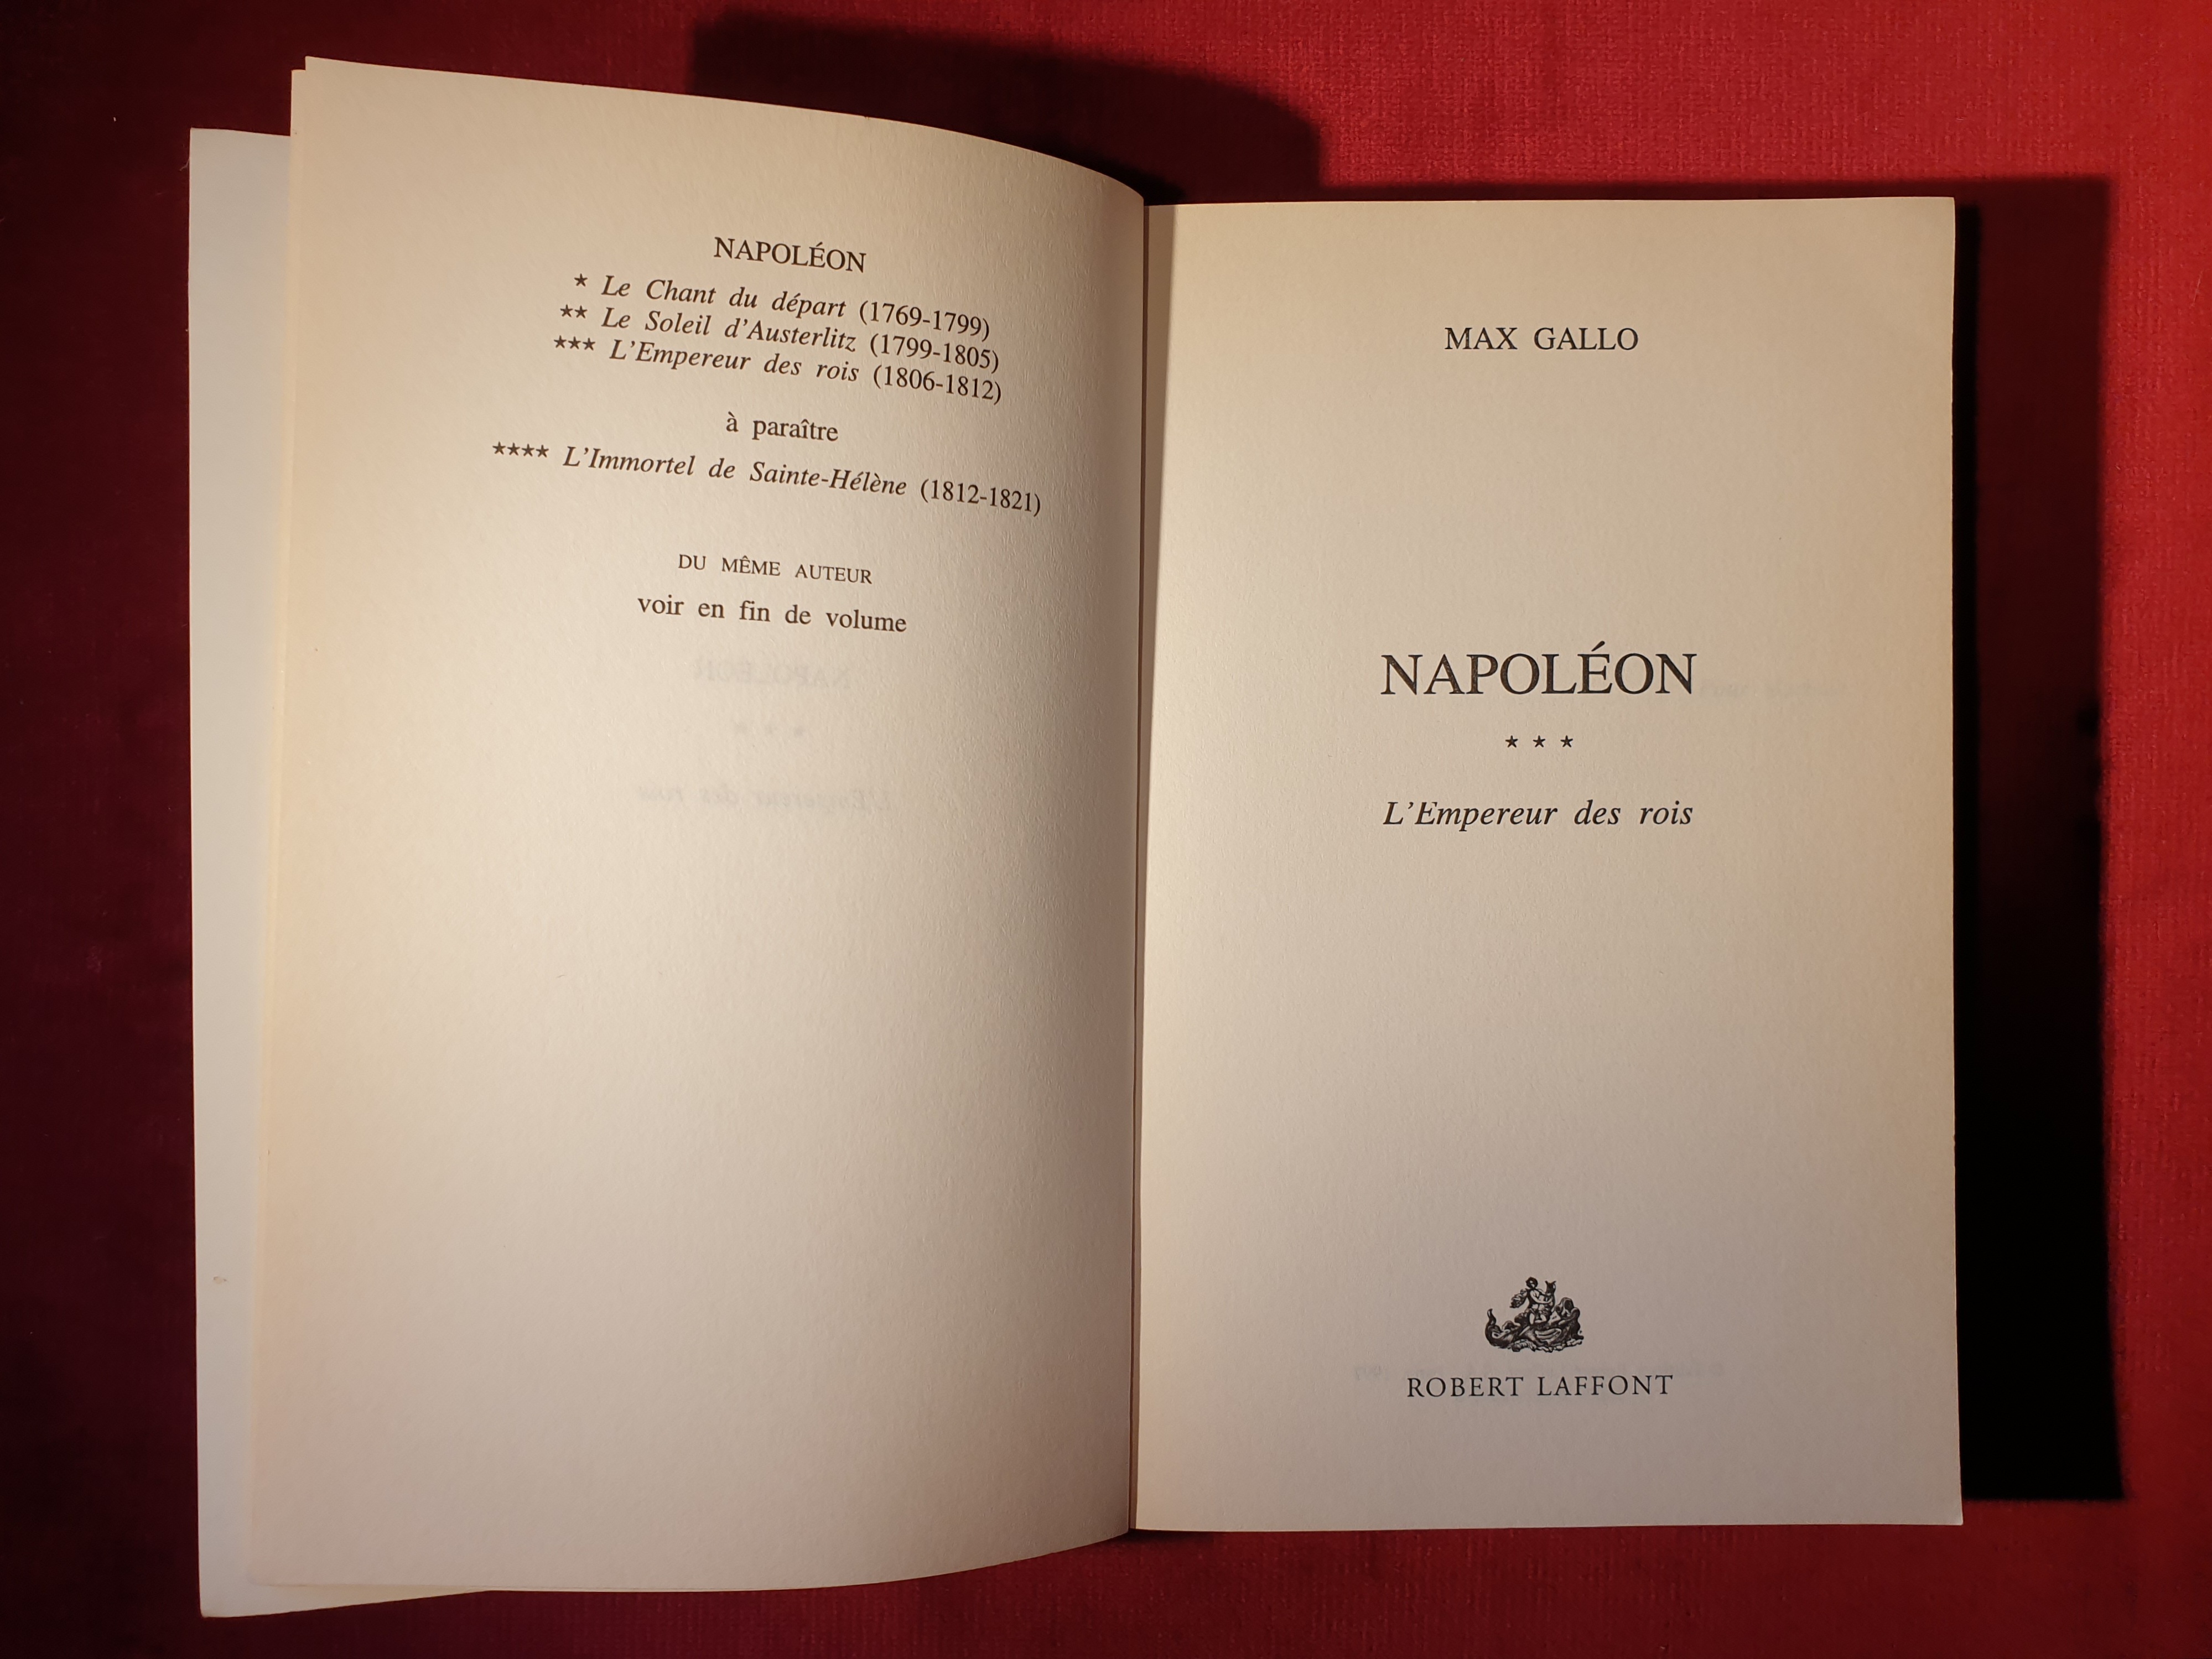 NAPOLÉON
* Le Chant du départ (1769-1799)
** Le Soleil d'Austerlitz (1799-1805)
*** L'Empereur des rois (1806-1812)
à paraître
**** L'Immortel de Sainte-Hélène (1812-1821)
DU MÊME AUTEUR
voir en fin de volume
MAX GALLO
NAPOLÉON
* * *
L'Empereur des rois
ROBERT LAFFONT